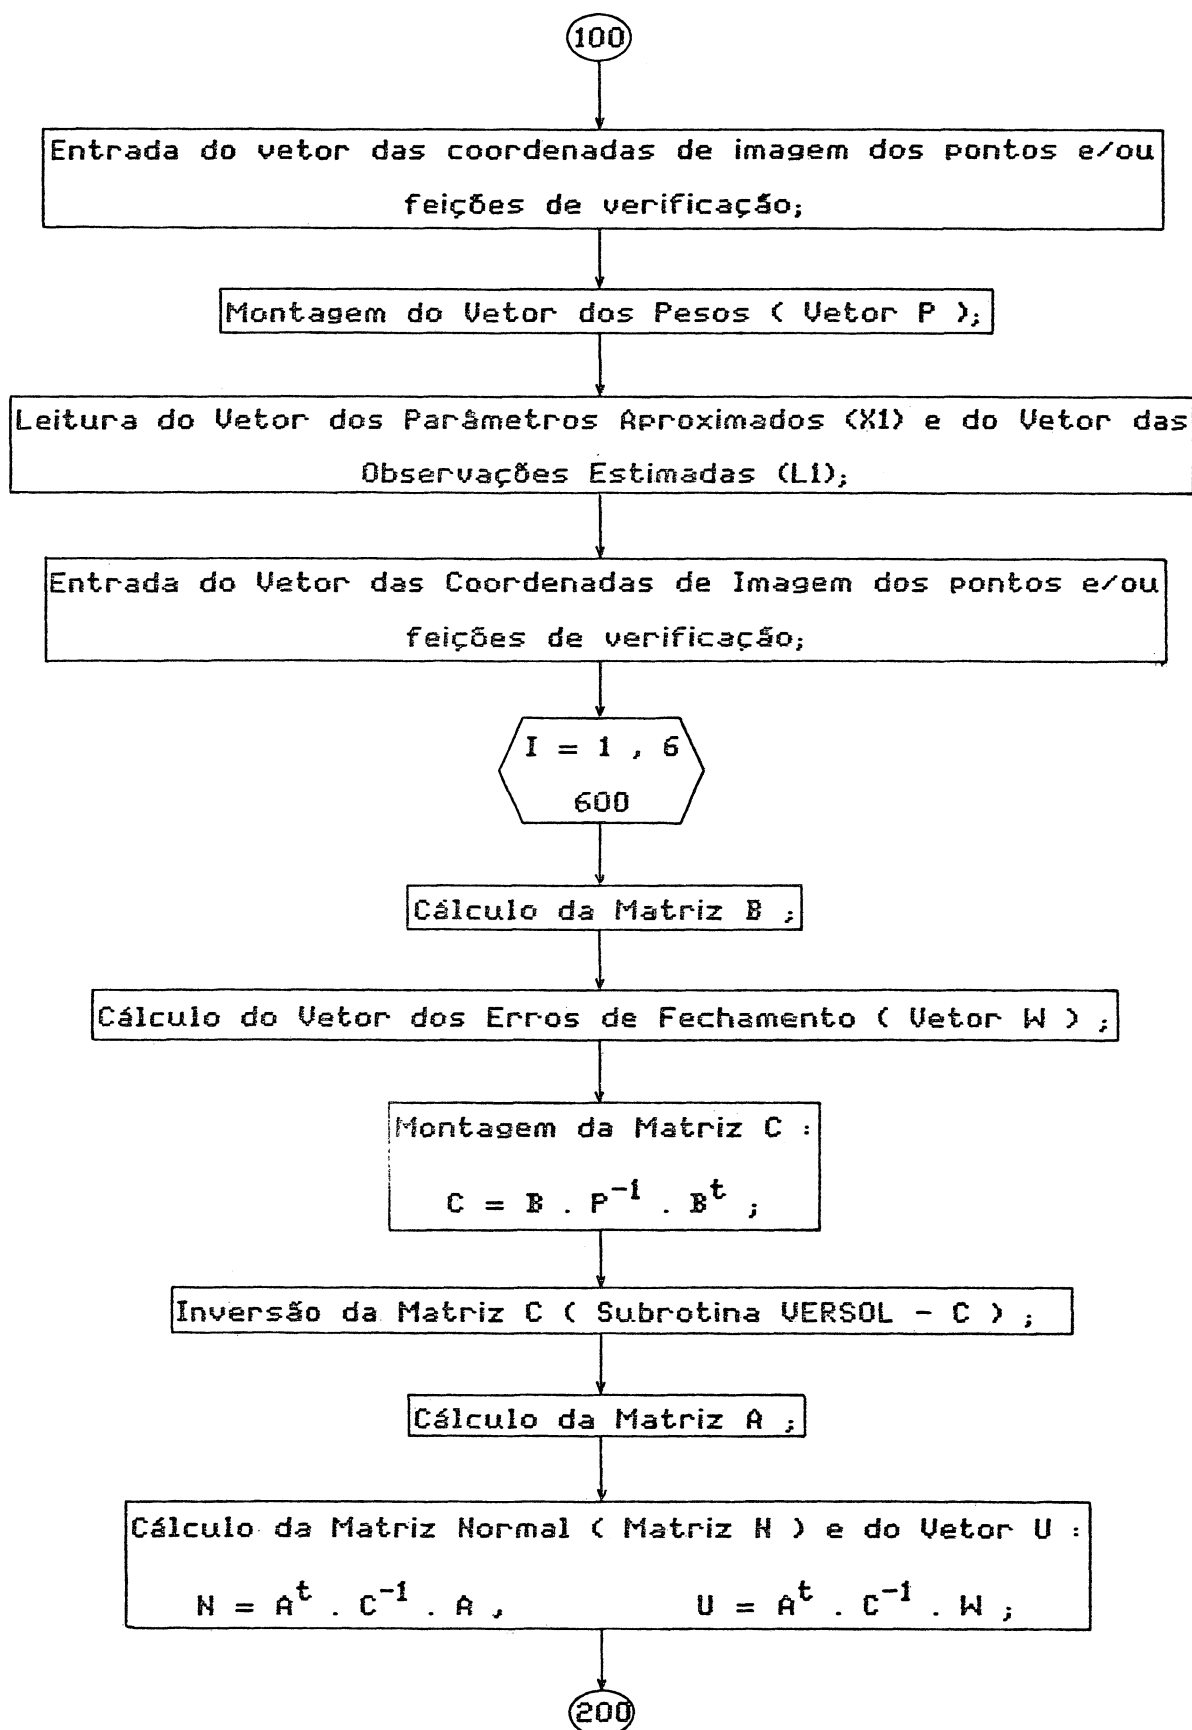 100
Entrada do vetor das coordenadas de imagem dos pontos e/ou
feições de verificação;
Montagem do Vetor dos Pesos ( Vetor P );
Leitura do Vetor dos Parâmetros Aproximados (X1) e do Vetor das
Observações Estimadas (L1);
Entrada do Vetor das Coordenadas de Imagem dos pontos e/ou
feições de verificação;
I = 1 , 6
600
Cálculo da Matriz B ;
Cálculo do Vetor dos Erros de Fechamento ( Vetor W ) ;
Montagem da Matriz C :
C = B . P⁻¹ . Bᵗ ;
Inversão da Matriz C ( Subrotina VERSOL - C ) ;
Cálculo da Matriz A ;
Cálculo da Matriz Normal ( Matriz N ) e do Vetor U :
N = Aᵗ . C⁻¹ . A , U = Aᵗ . C⁻¹ . W ;
200